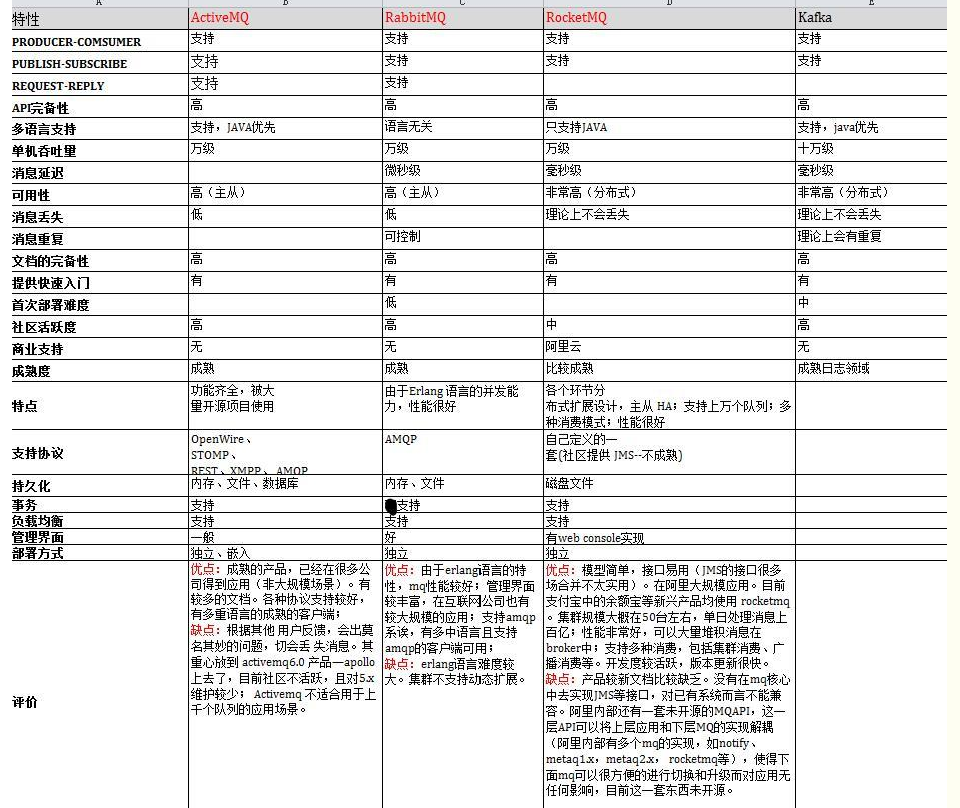 A B C D E
特性 ActiveMQ RabbitMQ RocketMQ Kafka
PRODUCER-COMSUMER 支持 支持 支持 支持
PUBLISH-SUBSCRIBE 支持 支持 支持 支持
REQUEST-REPLY 支持 支持
API完备性 高 高 高 高
多语言支持 支持，JAVA优先 语言无关 只支持JAVA 支持，java优先
单机吞吐量 万级 万级 万级 十万级
消息延迟 微秒级 毫秒级 毫秒级
可用性 高（主从） 高（主从） 非常高（分布式） 非常高（分布式）
消息丢失 低 低 理论上不会丢失 理论上不会丢失
消息重复 可控制 理论上会有重复
文档的完备性 高 高 高 高
提供快速入门 有 有 有 有
首次部署难度 低 中
社区活跃度 高 高 中 高
商业支持 无 无 阿里云 无
成熟度 成熟 成熟 比较成熟 成熟日志领域
特点
功能齐全，被大
量开源项目使用
由于Erlang 语言的并发能
力，性能很好
各个环节分
布式扩展设计，主从 HA；支持上万个队列；多
种消费模式；性能很好
支持协议
OpenWire、
STOMP、
REST、XMPP、AMQP
AMQP
自己定义的一
套(社区提供 JMS--不成熟)
持久化 内存、文件、数据库 内存、文件 磁盘文件
事务 支持 支持 支持
负载均衡 支持 支持 支持
管理界面 一般 好 有web console实现
部署方式 独立、嵌入 独立 独立
评价
优点：成熟的产品，已经在很多公
司得到应用（非大规模场景）。有
较多的文档。各种协议支持较好，
有多重语言的成熟的客户端；
缺点：根据其他 用户反馈，会出莫
名其妙的问题，切会丢 失消息。其
重心放到 activemq6.0 产品—apollo
上去了，目前社区不活跃，且对5.x
维护较少；Activemq 不适合用于上
千个队列的应用场景。
优点：由于erlang语言的特
性，mq性能较好；管理界面
较丰富，在互联网公司也有
较大规模的应用；支持amqp
系诶，有多中语言且支持
amqp的客户端可用；
缺点：erlang语言难度较
大。集群不支持动态扩展。
优点：模型简单，接口易用（JMS的接口很多
场合并不太实用）。在阿里大规模应用。目前
支付宝中的余额宝等新兴产品均使用 rocketmq
。集群规模大概在50台左右，单日处理消息上
百亿；性能非常好，可以大量堆积消息在
broker中；支持多种消费，包括集群消费、广
播消费等。开发度较活跃，版本更新很快。
缺点：产品较新文档比较缺乏。没有在mq核心
中去实现JMS等接口，对已有系统而言不能兼
容。阿里内部还有一套未开源的MQAPI，这一
层API可以将上层应用和下层MQ的实现解耦
（阿里内部有多个mq的实现，如notify、
metaq1.x，metaq2.x，rocketmq等），使得下
面mq可以很方便的进行切换和升级而对应用无
任何影响，目前这一套东西未开源。